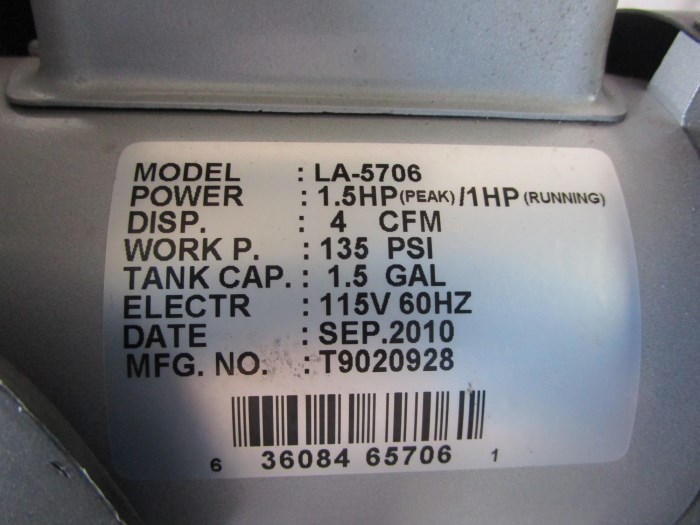 MODEL : LA-5706
POWER : 1.5HP (PEAK) /1HP (RUNNING)
DISP. : 4 CFM
WORK P. : 135 PSI
TANK CAP. : 1.5 GAL
ELECTR : 115V 60HZ
DATE : SEP.2010
MFG. NO. : T9020928
6 36084 65706 1